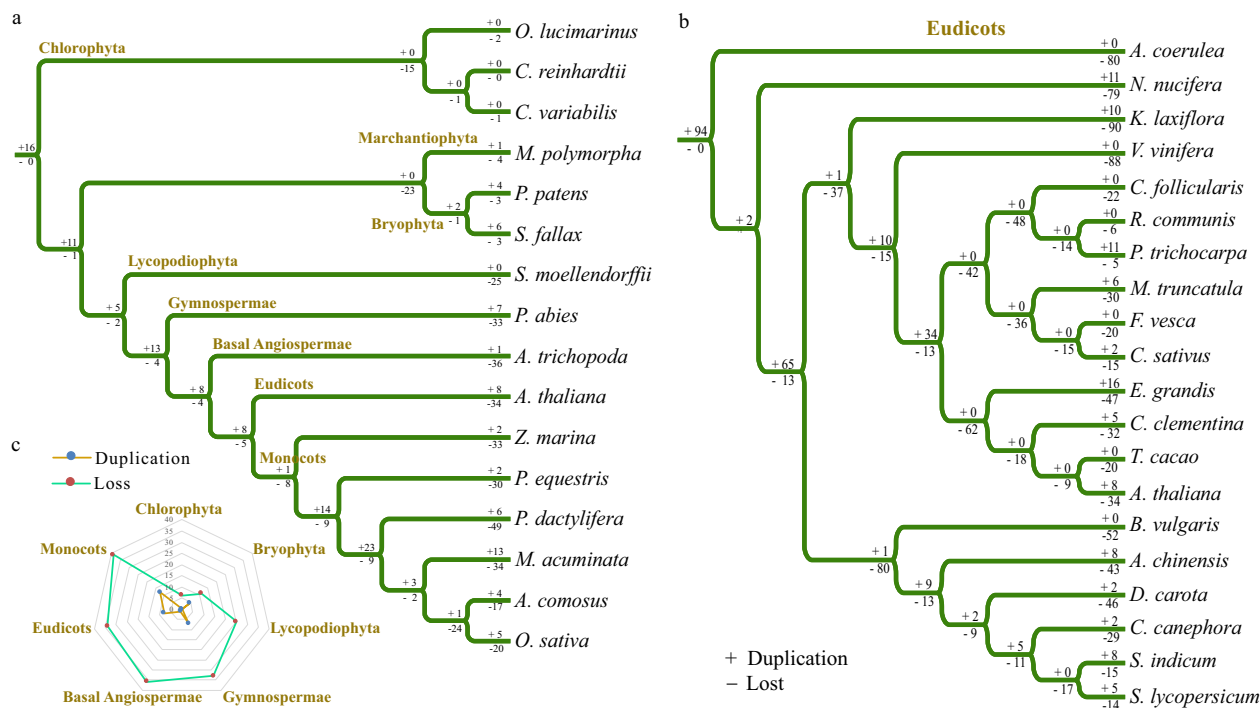 a
Chlorophyta
+16
- 0
+ 0
-15
+ 0
- 2
O. lucimarinus
+ 0
- 1
+ 0
- 0
C. reinhardtii
+ 0
- 1
C. variabilis
+11
- 1
Marchantiophyta
+ 0
-23
+ 1
- 4
M. polymorpha
Bryophyta
+ 2
- 1
+ 4
- 3
P. patens
+ 6
- 3
S. fallax
Lycopodiophyta
+ 5
- 2
+ 0
-25
S. moellendorffii
Gymnospermae
+13
- 4
+ 7
-33
P. abies
Basal Angiospermae
+ 8
- 4
+ 1
-36
A. trichopoda
Eudicots
+ 8
- 5
+ 8
-34
A. thaliana
Monocots
+ 1
- 8
+ 2
-33
Z. marina
+14
- 9
+ 2
-30
P. equestris
+23
- 9
+ 6
-49
P. dactylifera
+ 3
- 2
+13
- 34
M. acuminata
+ 1
-24
+ 4
-17
A. comosus
+ 5
-20
O. sativa
c
Duplication
Loss
Chlorophyta
Bryophyta
Lycopodiophyta
Gymnospermae
Basal Angiospermae
Eudicots
Monocots
40
35
30
25
20
15
10
5
0
b
Eudicots
+ 94
- 0
+ 0
- 80
A. coerulea
+ 2
+11
-79
N. nucifera
+ 65
- 13
+ 1
- 37
+10
- 90
K. laxiflora
+ 10
- 15
+ 0
-88
V. vinifera
+ 34
- 13
+ 0
- 42
+ 0
- 48
+0
-22
C. follicularis
+ 0
- 14
+0
- 6
R. communis
+11
- 5
P. trichocarpa
+ 0
- 36
+ 6
-30
M. truncatula
+ 0
- 15
+ 0
-20
F. vesca
+ 2
-15
C. sativus
+ 0
- 62
+16
-47
E. grandis
+ 0
- 18
+ 5
- 32
C. clementina
+ 0
- 9
+ 0
-20
T. cacao
+ 8
- 34
A. thaliana
+ 1
- 80
+ 0
-52
B. vulgaris
+ 9
- 13
+ 8
- 43
A. chinensis
+ 2
- 9
+ 2
- 46
D. carota
+ 5
- 11
+ 2
-29
C. canephora
+ 0
- 17
+ 8
-15
S. indicum
+ 5
-14
S. lycopersicum
+ Duplication
− Lost